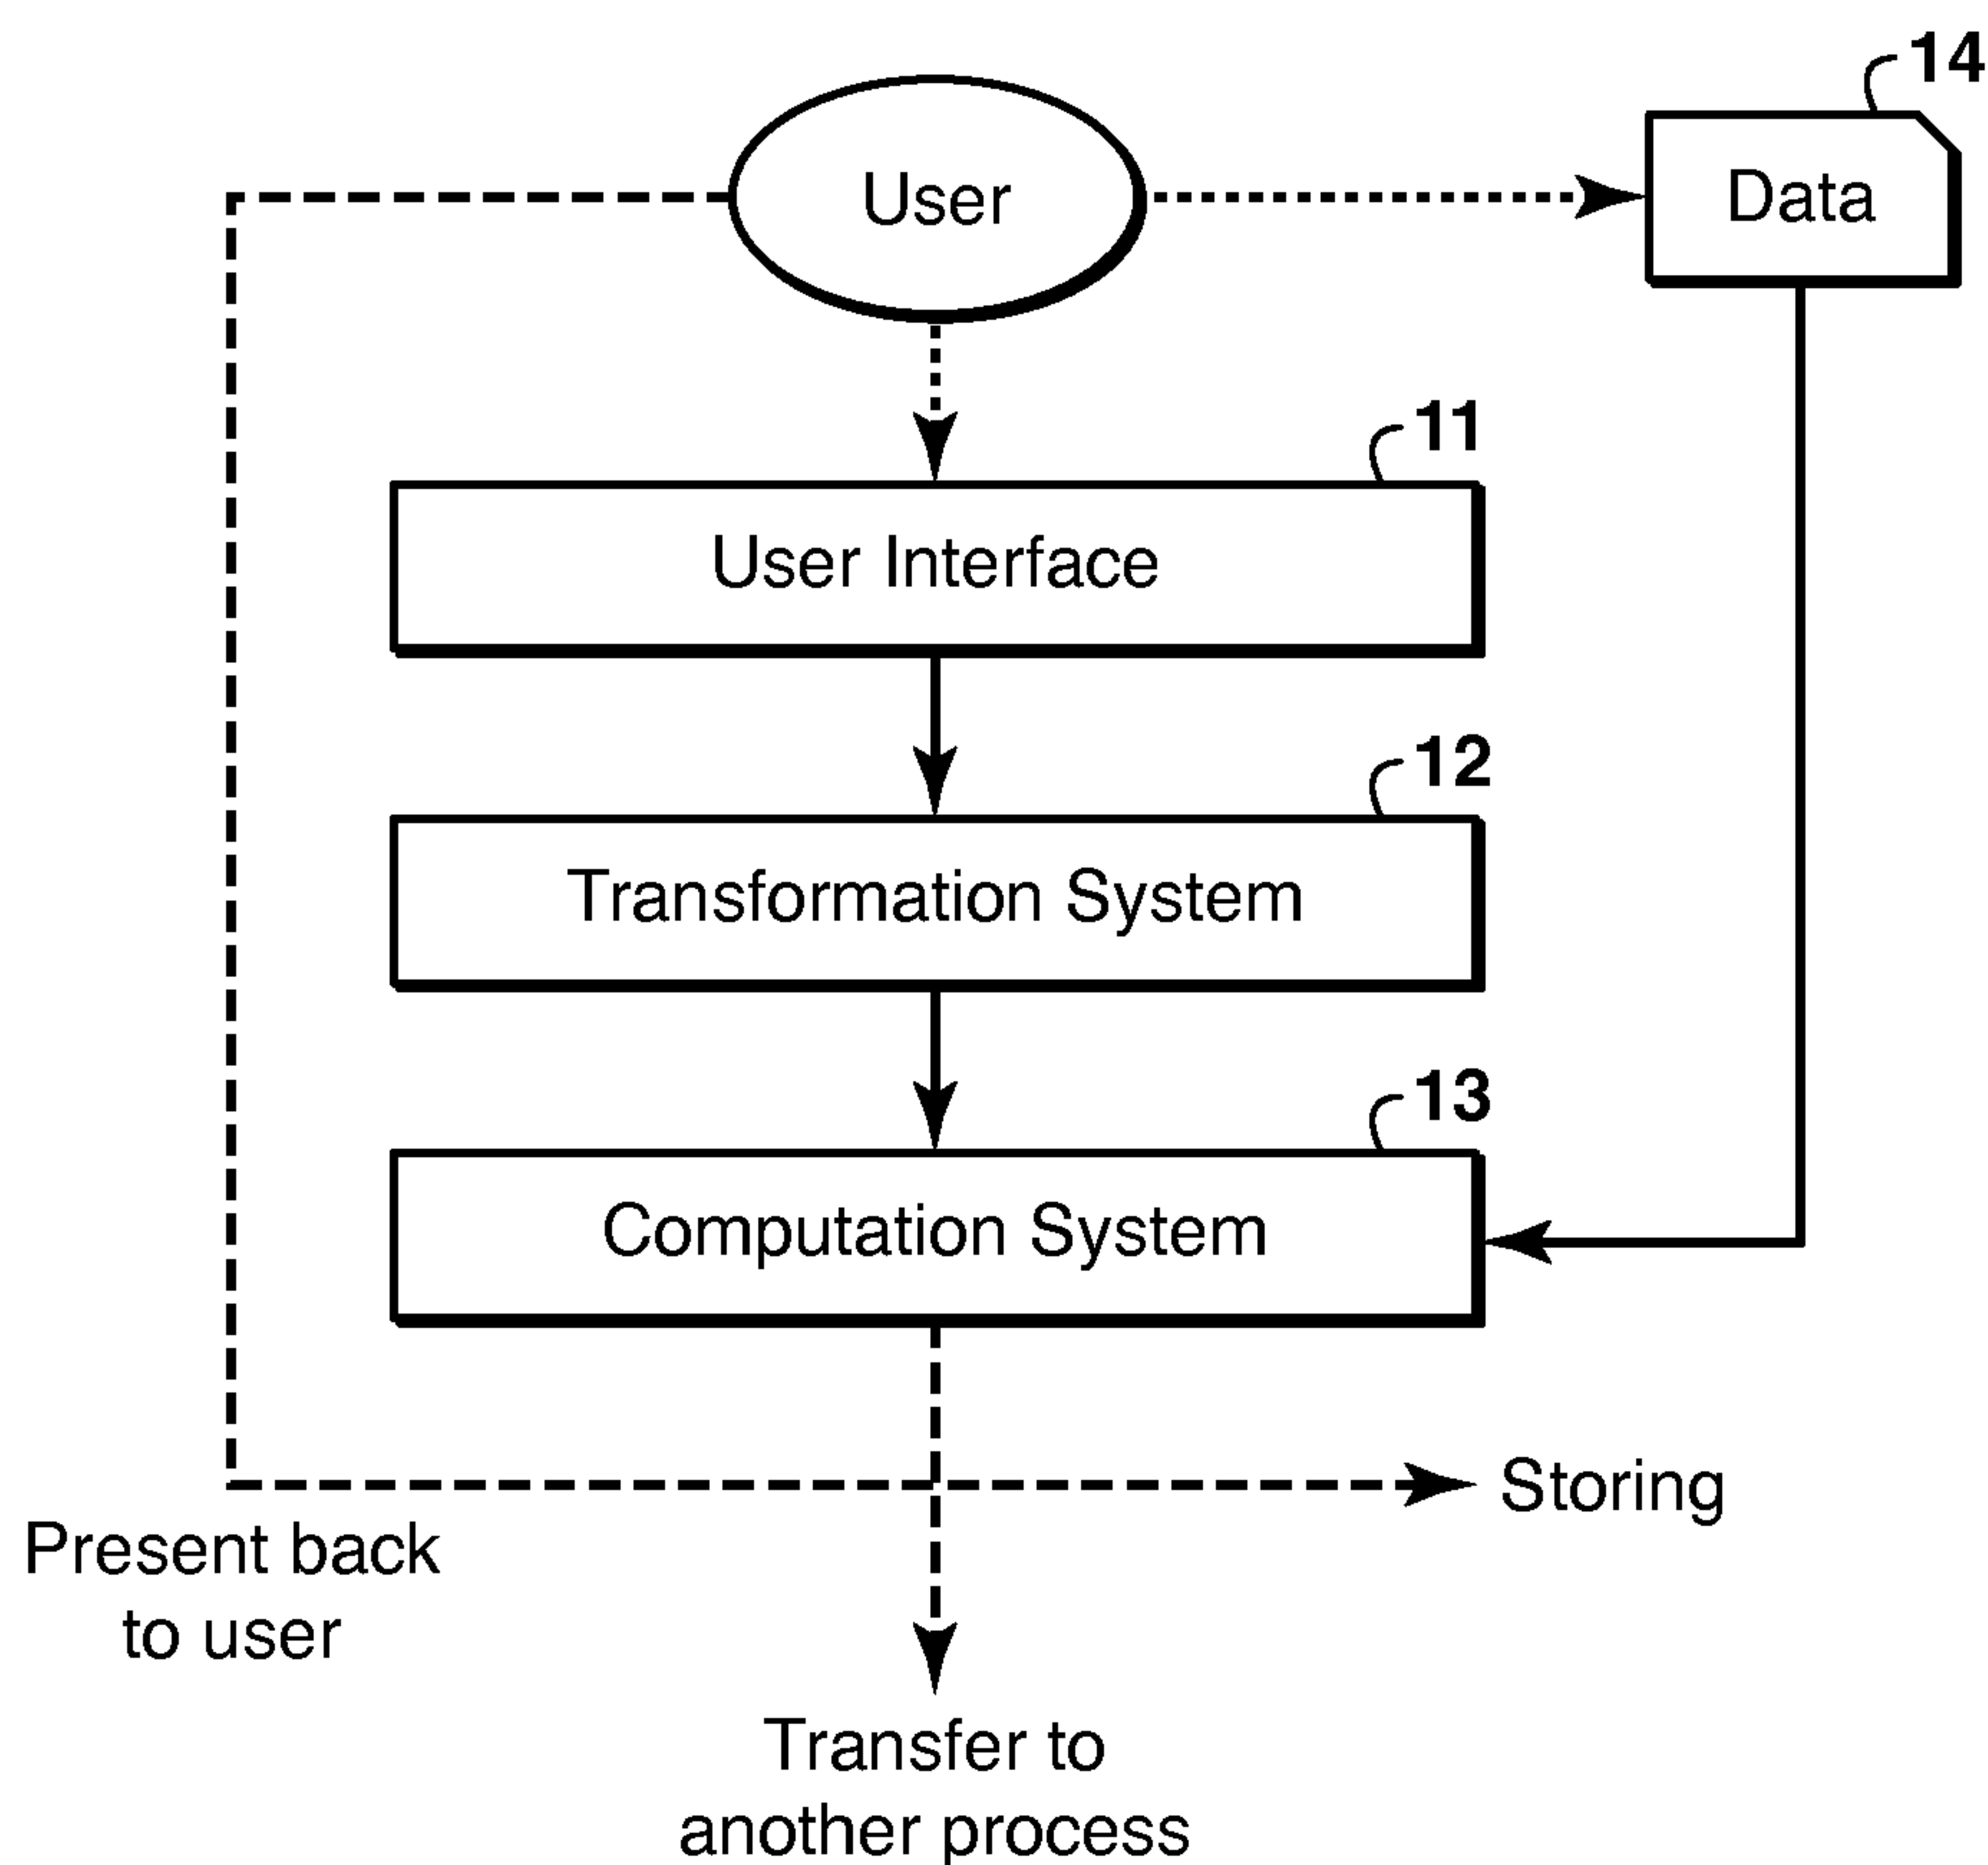 14
User
Data
11
User Interface
12
Transformation System
13
Computation System
Storing
Present back
to user
Transfer to
another process